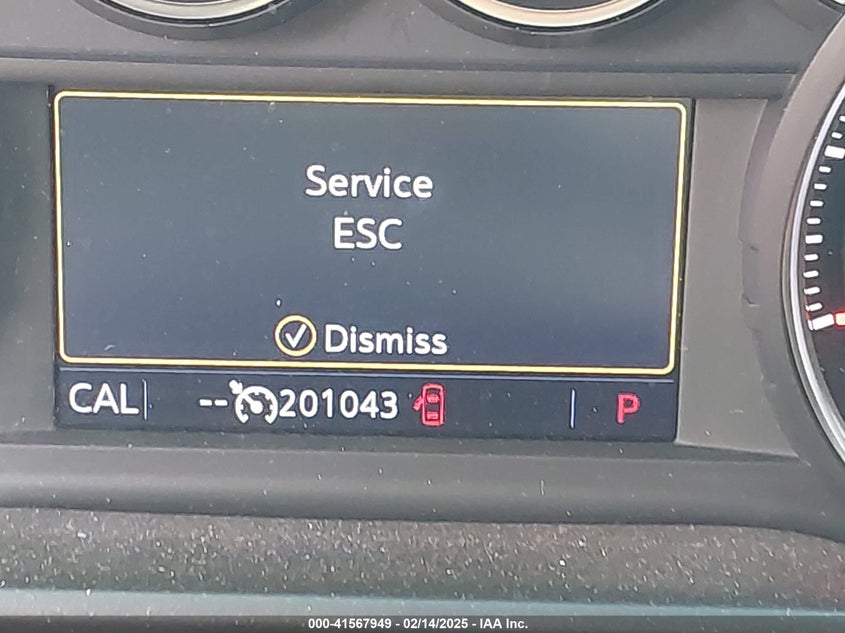 Service
ESC
Dismiss
CAL -- 201043 P
000-41567949 - 02/14/2025 - IAA Inc.